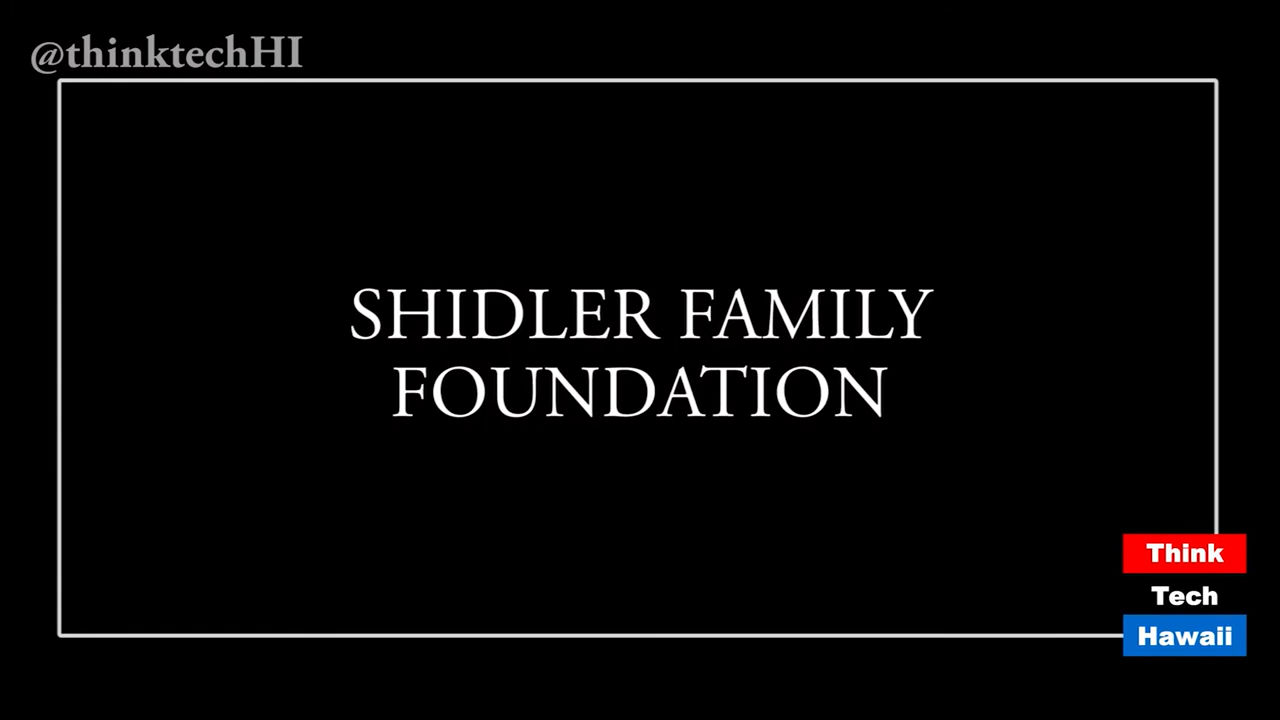 @thinktechHI
SHIDLER FAMILY
FOUNDATION
Think
Tech
Hawaii